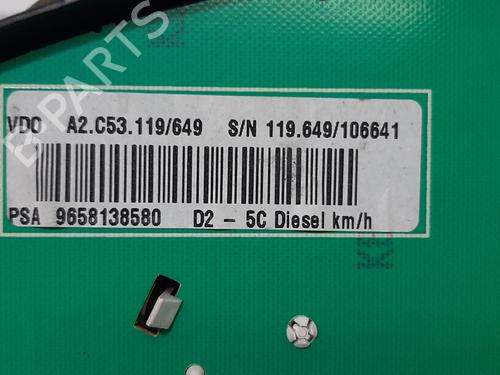 B-PARTS
VDO A2.C53.119/649 S/N 119.649/106641
PSA 9658138580 D2 - 5C Diesel km/h